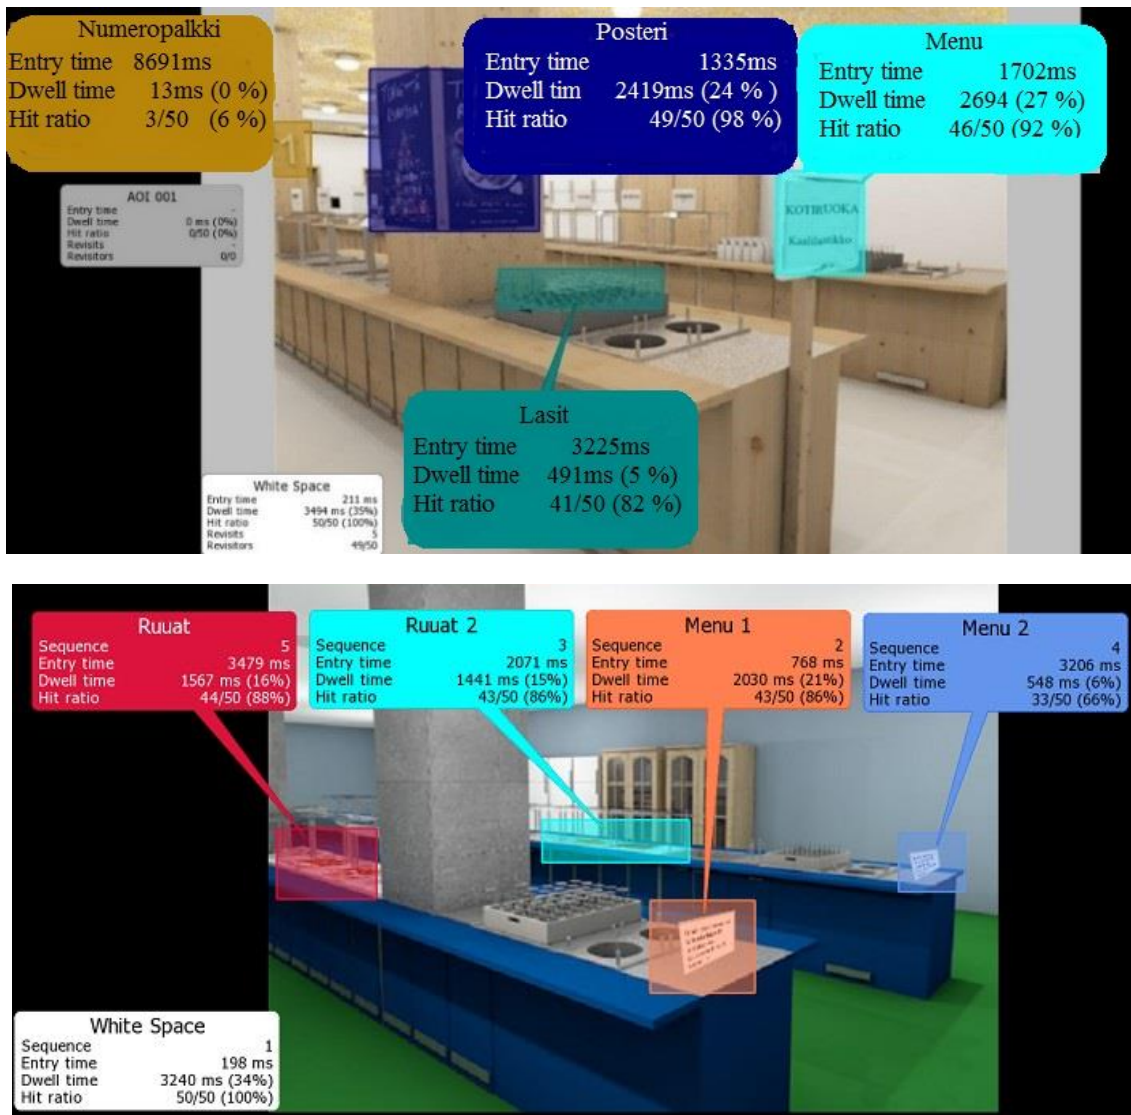 Numeropalkki
Entry time 8691ms
Dwell time 13ms (0 %)
Hit ratio 3/50 (6 %)
Posteri
Entry time 1335ms
Dwell tim 2419ms (24 % )
Hit ratio 49/50 (98 %)
Menu
Entry time 1702ms
Dwell time 2694 (27 %)
Hit ratio 46/50 (92 %)
1
AOI 001
Entry time -
Dwell time 0 ms (0%)
Hit ratio 0/50 (0%)
Revisits -
Revisitors 0/0
KOTIRUOKA
Kaalilaatikko
Lasit
Entry time 3225ms
Dwell time 491ms (5 %)
Hit ratio 41/50 (82 %)
White Space
Entry time 211 ms
Dwell time 3494 ms (35%)
Hit ratio 50/50 (100%)
Revisits 5
Revisitors 49/50
Ruuat
Sequence 5
Entry time 3479 ms
Dwell time 1567 ms (16%)
Hit ratio 44/50 (88%)
Ruuat 2
Sequence 3
Entry time 2071 ms
Dwell time 1441 ms (15%)
Hit ratio 43/50 (86%)
Menu 1
Sequence 2
Entry time 768 ms
Dwell time 2030 ms (21%)
Hit ratio 43/50 (86%)
Menu 2
Sequence 4
Entry time 3206 ms
Dwell time 548 ms (6%)
Hit ratio 33/50 (66%)
White Space
Sequence 1
Entry time 198 ms
Dwell time 3240 ms (34%)
Hit ratio 50/50 (100%)